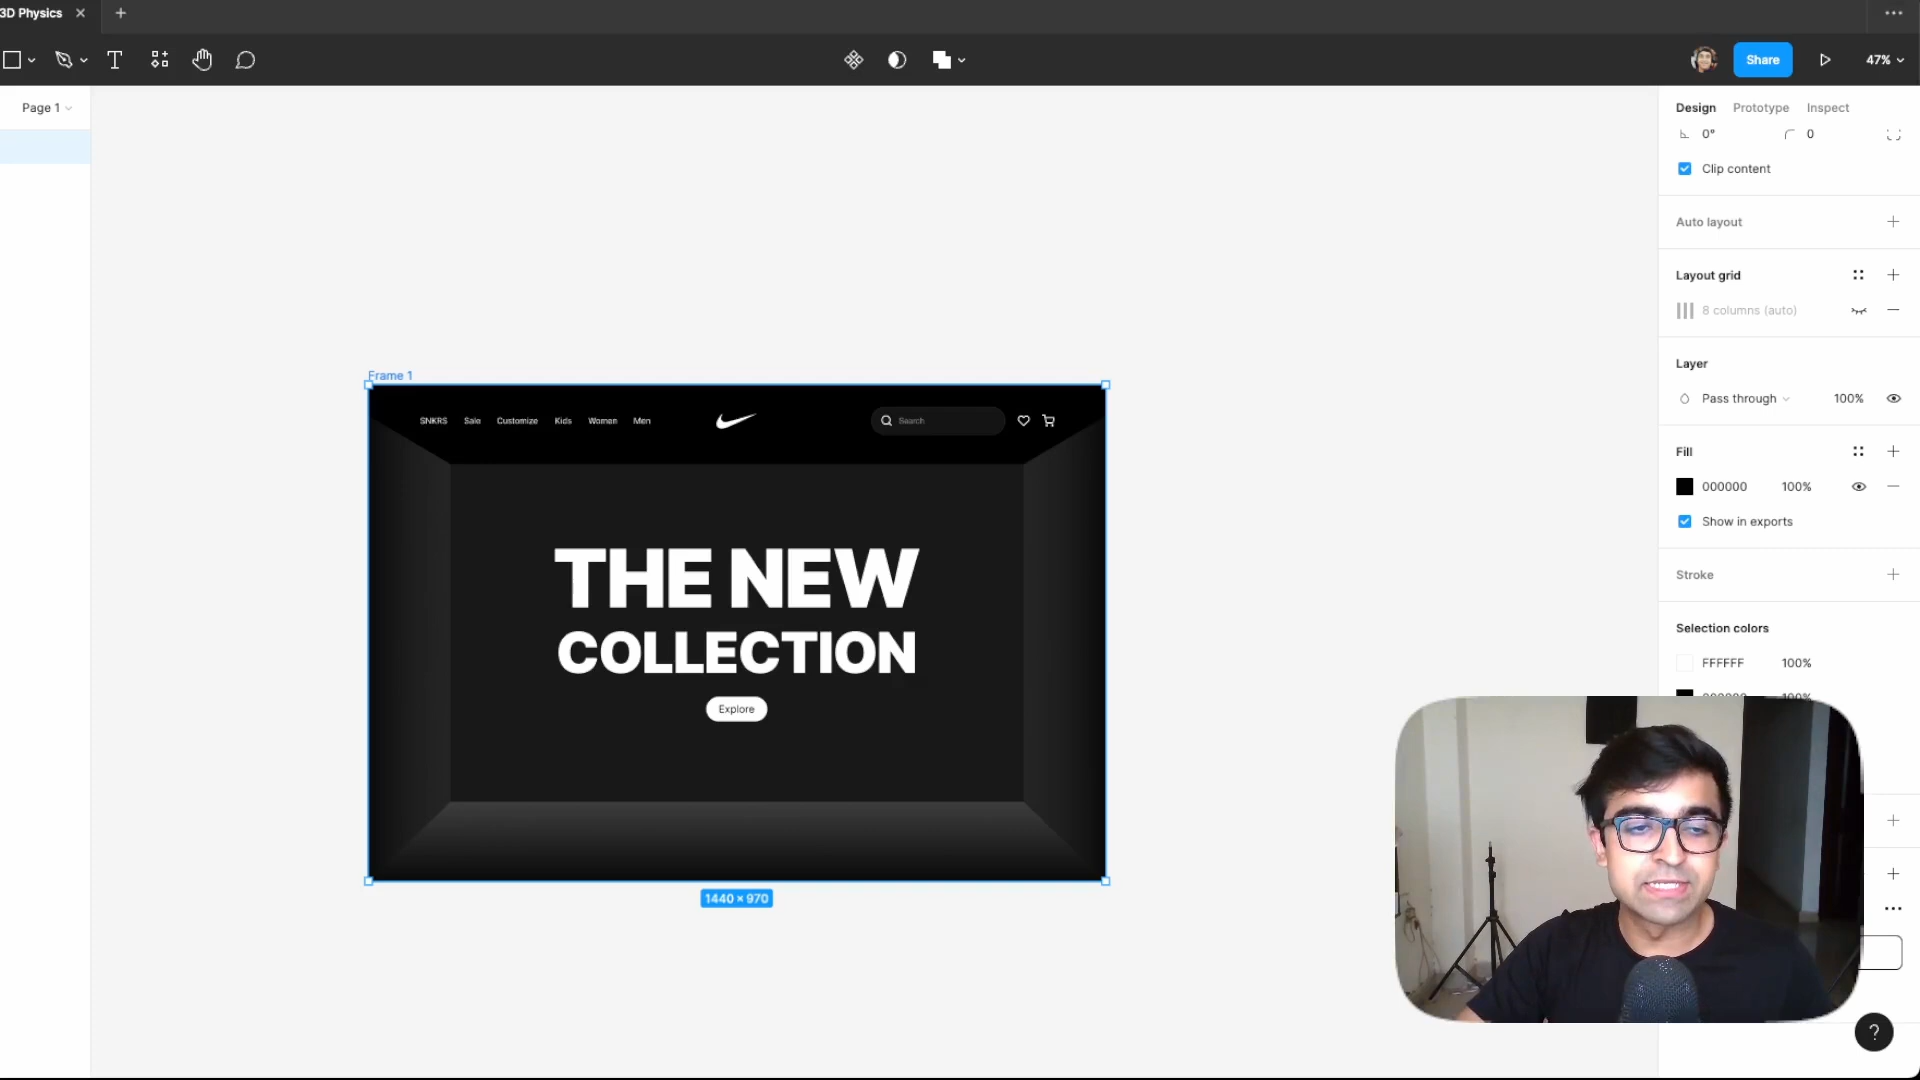 3D Physics
Share
47%
Page 1
Design Prototype Inspect
0° 0
Clip content
Auto layout
Layout grid
8 columns (auto)
Layer
Pass through 100%
Fill
000000 100%
Show in exports
Stroke
Selection colors
FFFFFF 100%
Frame 1
SNKRS Sale Customize Kids Women Men Search
THE NEW
COLLECTION
Explore
1440 × 970
?